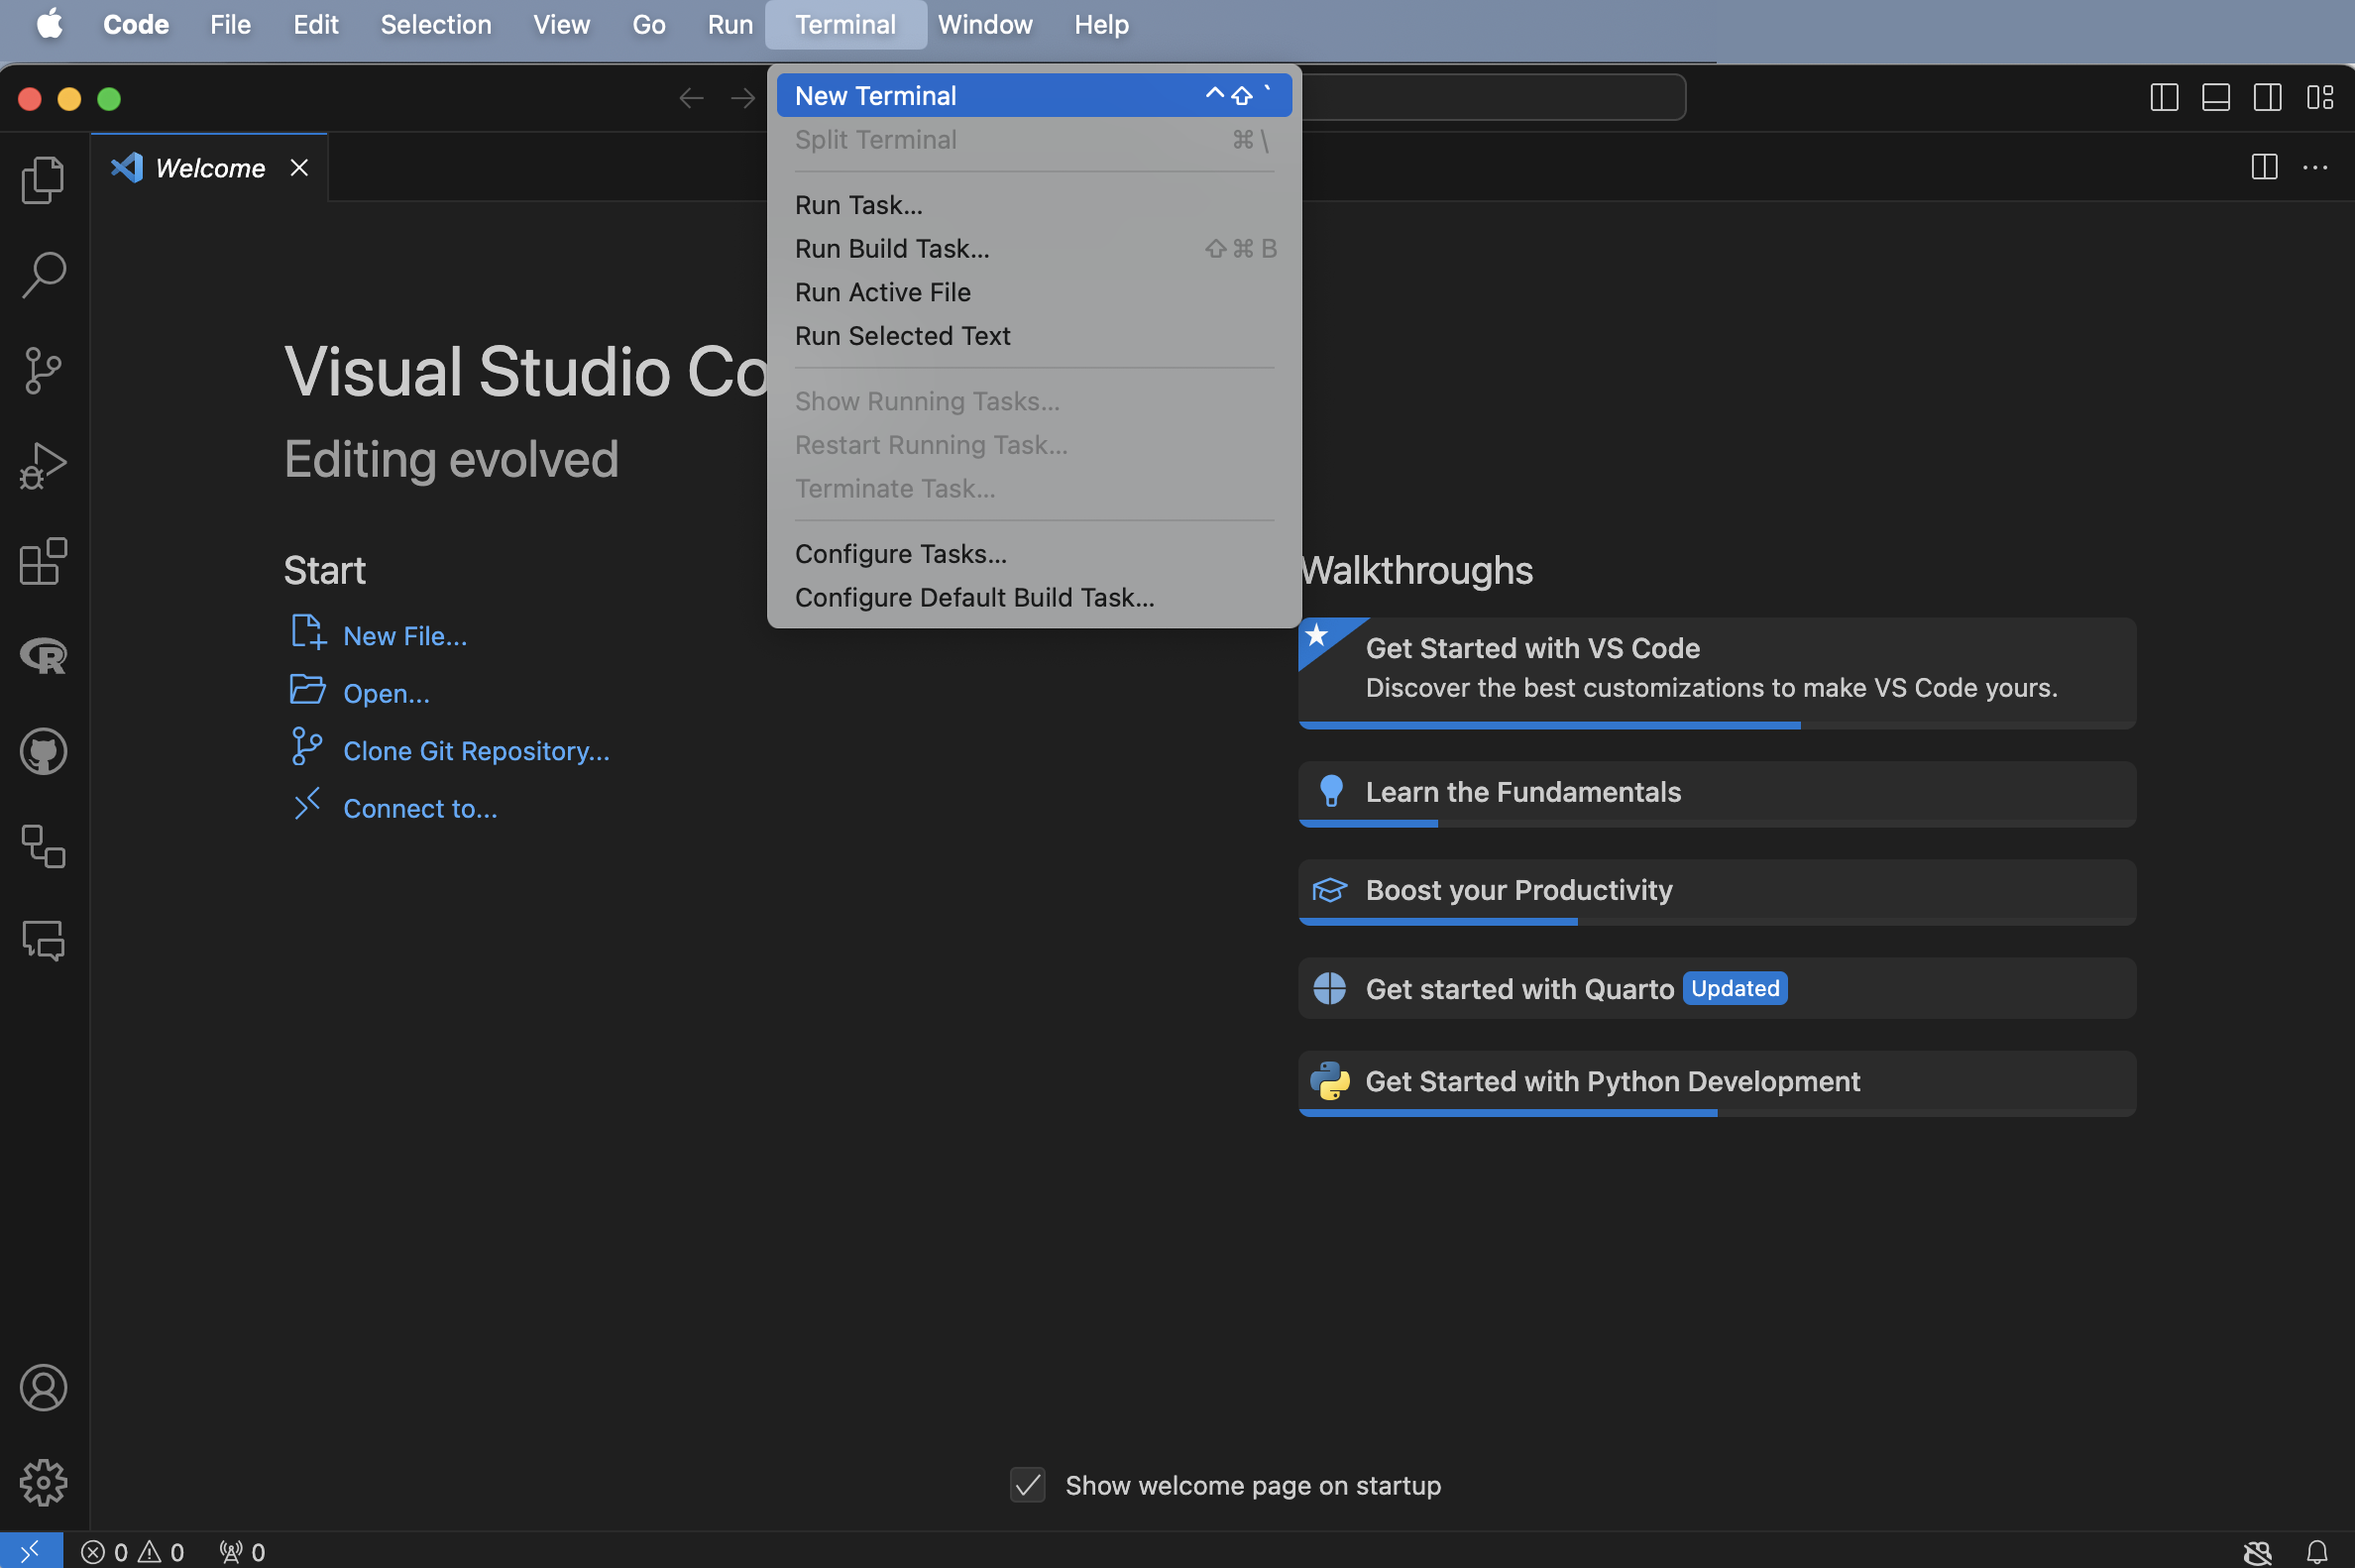 Code File Edit Selection View Go Run Terminal Window Help
New Terminal ^⇧`
Split Terminal ⌘\
Welcome
Run Task...
Run Build Task... ⇧⌘B
Run Active File
Run Selected Text
Show Running Tasks...
Restart Running Task...
Terminate Task...
Configure Tasks...
Configure Default Build Task...
Visual Studio Co
Editing evolved
Start
New File...
Open...
Clone Git Repository...
Connect to...
Walkthroughs
Get Started with VS Code
Discover the best customizations to make VS Code yours.
Learn the Fundamentals
Boost your Productivity
Get started with Quarto Updated
Get Started with Python Development
Show welcome page on startup
0 0 0